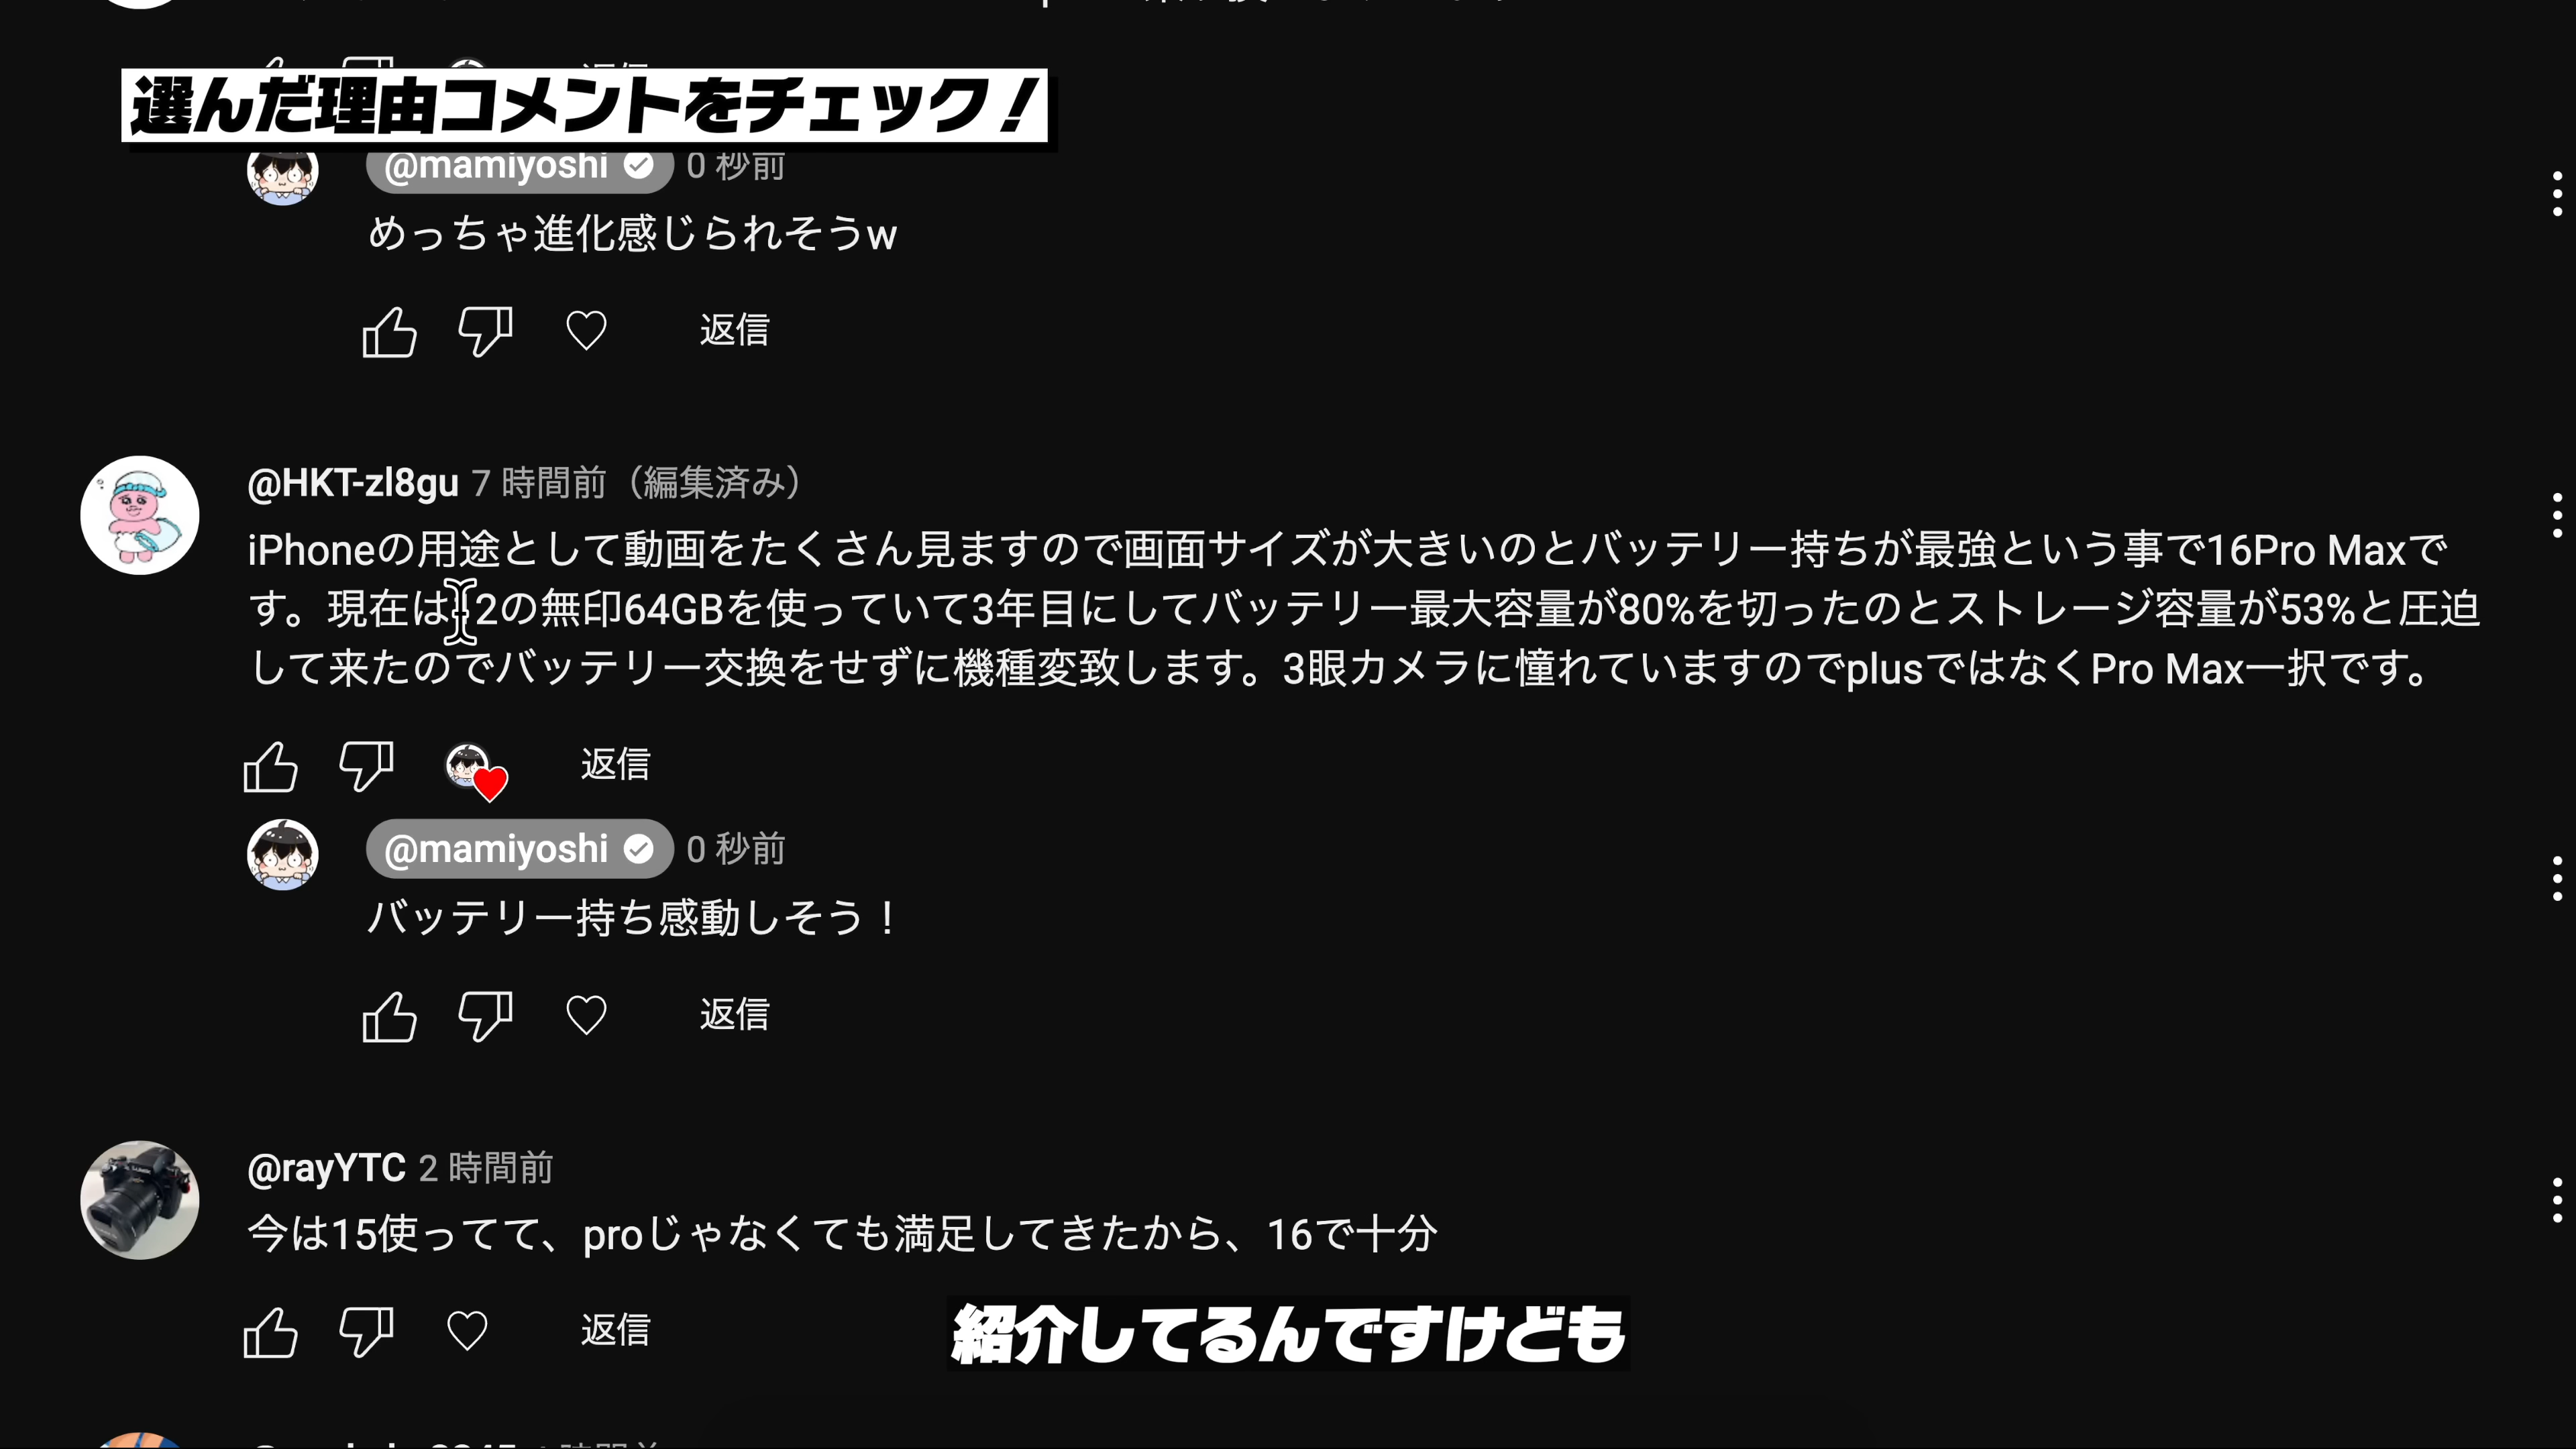 選んだ理由コメントをチェック！
@mamiyoshi 0 秒前
めっちゃ進化感じられそうw
返信
@HKT-zl8gu 7 時間前（編集済み）
iPhoneの用途として動画をたくさん見ますので画面サイズが大きいのとバッテリー持ちが最強という事で16Pro Maxで
す。現在は12の無印64GBを使っていて3年目にしてバッテリー最大容量が80%を切ったのとストレージ容量が53%と圧迫
して来たのでバッテリー交換をせずに機種変致します。3眼カメラに憧れていますのでplusではなくPro Max一択です。
返信
@mamiyoshi 0 秒前
バッテリー持ち感動しそう！
返信
@rayYTC 2 時間前
今は15使ってて、proじゃなくても満足してきたから、16で十分
返信
紹介してるんですけども